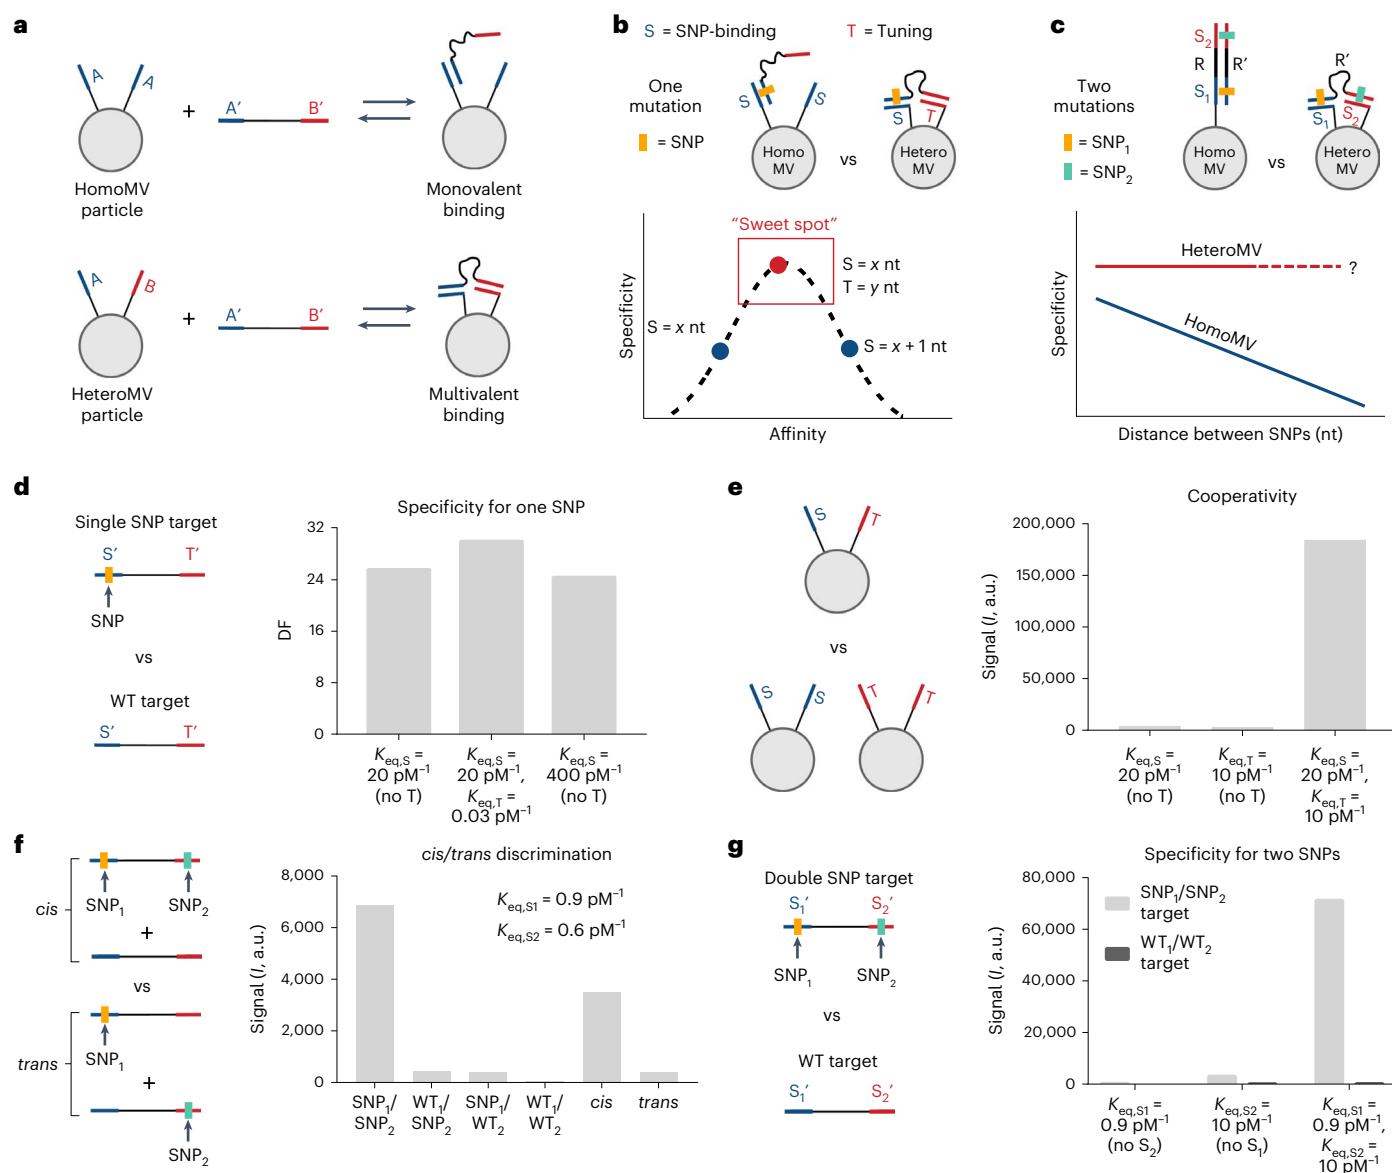 a
A
A
+
A′
B′
HomoMV
particle
Monovalent
binding
A
B
+
A′
B′
HeteroMV
particle
Multivalent
binding
b
S = SNP-binding
T = Tuning
One
mutation
= SNP
S
S
Homo
MV
vs
S
T
Hetero
MV
"Sweet spot"
S = x nt
T = y nt
S = x nt
S = x + 1 nt
Specificity
Affinity
c
Two
mutations
= SNP1
= SNP2
S2
R
R′
S1
Homo
MV
vs
R′
S1
S2
Hetero
MV
HeteroMV
?
HomoMV
Specificity
Distance between SNPs (nt)
d
Single SNP target
S′
T′
SNP
vs
WT target
S′
T′
Specificity for one SNP
DF
32
24
16
8
0
Keq,S =
20 pM−1
(no T)
Keq,S =
20 pM−1,
Keq,T =
0.03 pM−1
Keq,S =
400 pM−1
(no T)
e
S
T
vs
S
S
T
T
Cooperativity
Signal (I, a.u.)
200,000
150,000
100,000
50,000
0
Keq,S =
20 pM−1
(no T)
Keq,T =
10 pM−1
(no T)
Keq,S =
20 pM−1,
Keq,T =
10 pM−1
f
cis
SNP1
SNP2
+
vs
trans
SNP1
+
SNP2
cis/trans discrimination
Keq,S1 = 0.9 pM−1
Keq,S2 = 0.6 pM−1
Signal (I, a.u.)
8,000
6,000
4,000
2,000
0
SNP1/
SNP2
WT1/
SNP2
SNP1/
WT2
WT1/
WT2
cis
trans
g
Double SNP target
S1′
S2′
SNP1
SNP2
vs
WT target
S1′
S2′
Specificity for two SNPs
SNP1/SNP2
target
WT1/WT2
target
Signal (I, a.u.)
80,000
60,000
40,000
20,000
0
Keq,S1 =
0.9 pM−1
(no S2)
Keq,S2 =
10 pM−1
(no S1)
Keq,S1 =
0.9 pM−1,
Keq,S2 =
10 pM−1